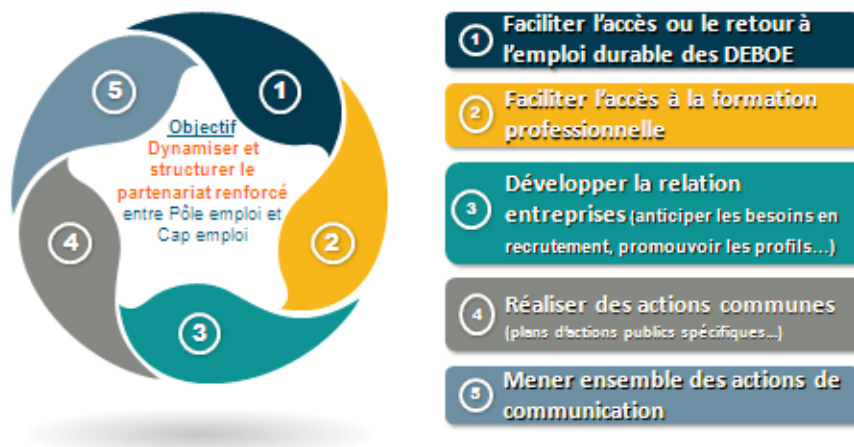 5
1
Objectif
Dynamiser et
structurer le
partenariat renforcé
entre Pôle emploi et
Cap emploi
4
2
3
1
Faciliter l'accès ou le retour à
l'emploi durable des DEBOE
2
Faciliter l'accès à la formation
professionnelle
3
Développer la relation
entreprises (anticiper les besoins en
recrutement, promouvoir les profils...)
4
Réaliser des actions communes
(plans d'actions publics spécifiques...)
5
Mener ensemble des actions de
communication